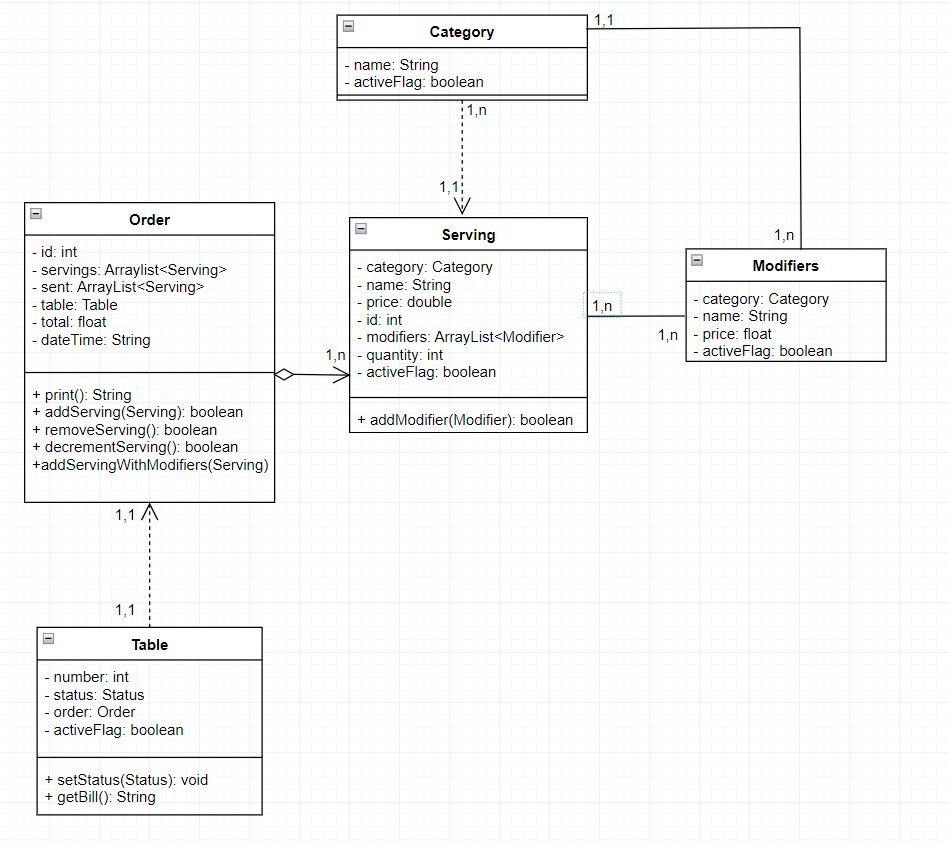 Category
- name: String
- activeFlag: boolean
1,1
1,n
1,1
1,n
Order
- id: int
- servings: Arraylist<Serving>
- sent: ArrayList<Serving>
- table: Table
- total: float
- dateTime: String
+ print(): String
+ addServing(Serving): boolean
+ removeServing(): boolean
+ decrementServing(): boolean
+addServingWithModifiers(Serving)
1,n
Serving
- category: Category
- name: String
- price: double
- id: int
- modifiers: ArrayList<Modifier>
- quantity: int
- activeFlag: boolean
+ addModifier(Modifier): boolean
1,n
1,n
Modifiers
- category: Category
- name: String
- price: float
- activeFlag: boolean
1,1
1,1
Table
- number: int
- status: Status
- order: Order
- activeFlag: boolean
+ setStatus(Status): void
+ getBill(): String